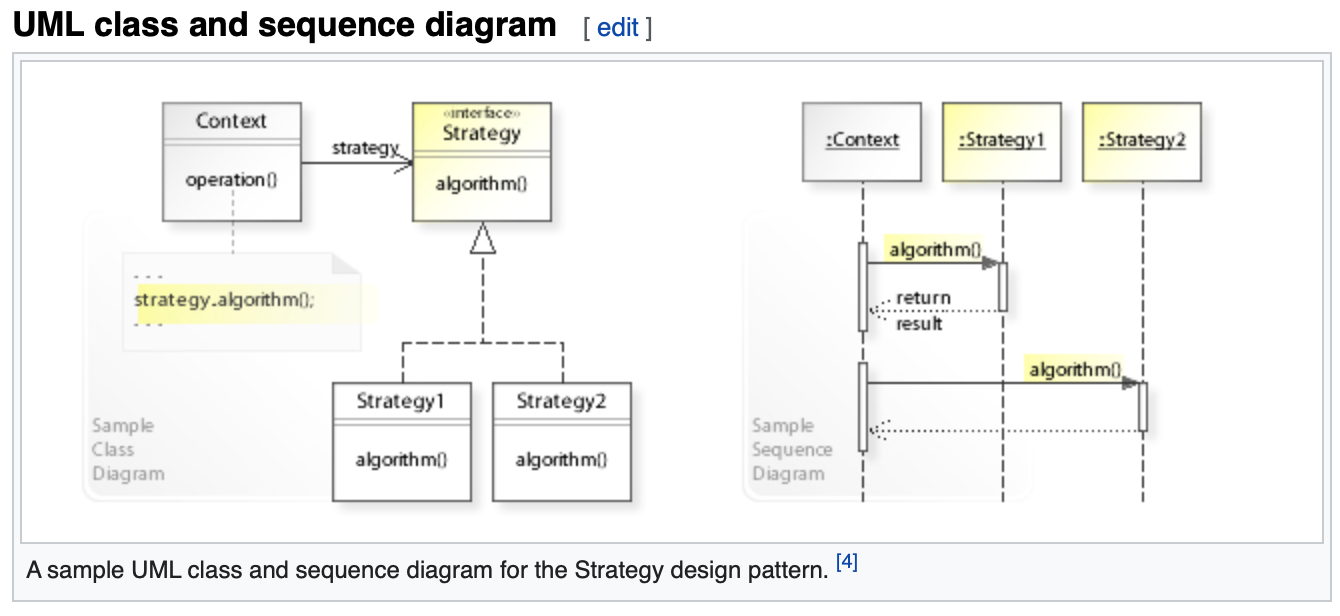 UML class and sequence diagram [ edit ]
Context
operation()
strategy
«interface»
Strategy
algorithm()
. . .
strategy.algorithm();
. . .
Strategy1
algorithm()
Strategy2
algorithm()
Sample
Class
Diagram
:Context
:Strategy1
:Strategy2
algorithm()
return
result
algorithm()
Sample
Sequence
Diagram
A sample UML class and sequence diagram for the Strategy design pattern. [4]